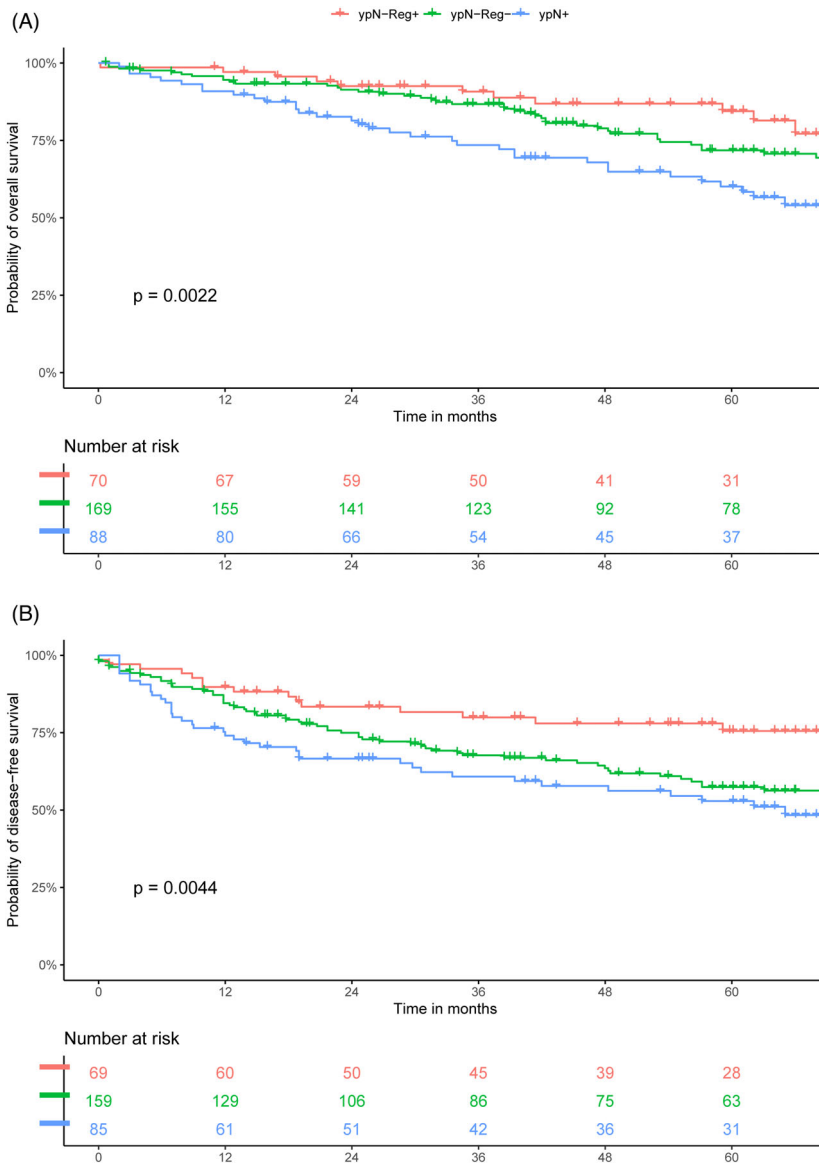 (A)
ypN−Reg+ ypN−Reg− ypN+
Probability of overall survival
100%
75%
50%
25%
0%
p = 0.0022
0 12 24 36 48 60
Time in months
Number at risk
70 67 59 50 41 31
169 155 141 123 92 78
88 80 66 54 45 37
0 12 24 36 48 60
(B)
Probability of disease−free survival
100%
75%
50%
25%
0%
p = 0.0044
0 12 24 36 48 60
Time in months
Number at risk
69 60 50 45 39 28
159 129 106 86 75 63
85 61 51 42 36 31
0 12 24 36 48 60